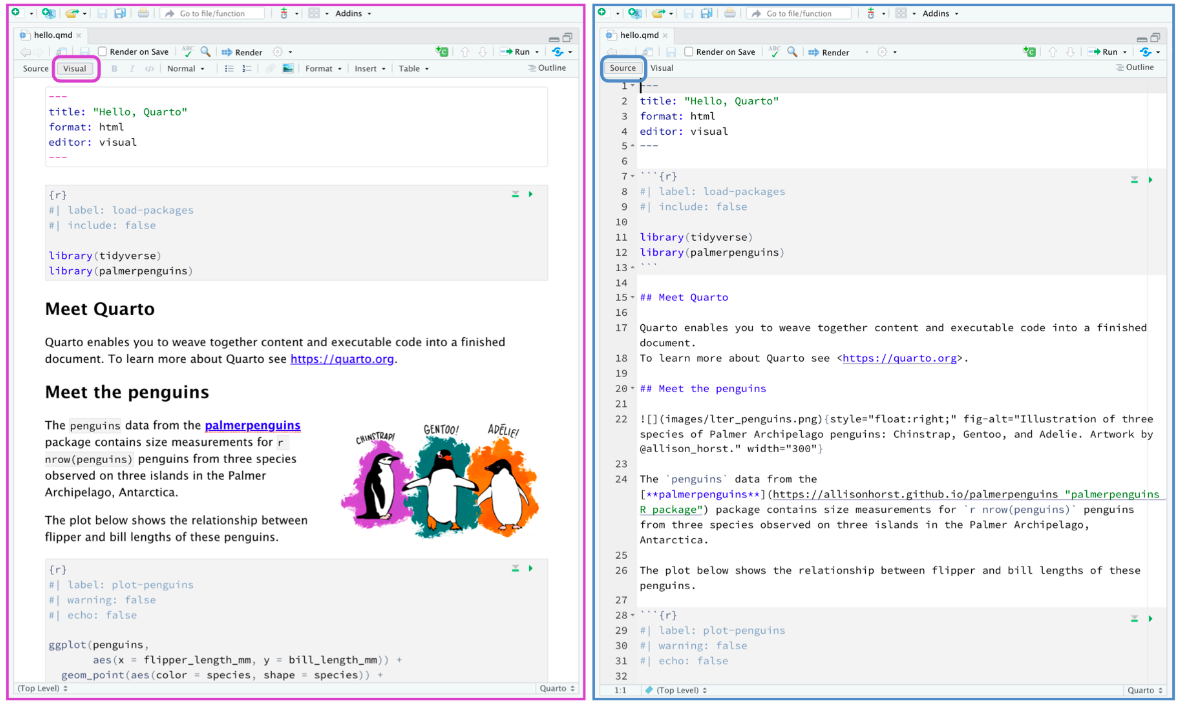 Go to file/function
Addins
hello.qmd ×
Render on Save
ABC
Render
Run
Source
Visual
B
I
</>
Normal
Format
Insert
Table
Outline
---
title: "Hello, Quarto"
format: html
editor: visual
---
{r}
#| label: load-packages
#| include: false
library(tidyverse)
library(palmerpenguins)
Meet Quarto
Quarto enables you to weave together content and executable code into a finished
document. To learn more about Quarto see https://quarto.org.
Meet the penguins
The penguins data from the palmerpenguins
package contains size measurements for r
nrow(penguins) penguins from three species
observed on three islands in the Palmer
Archipelago, Antarctica.
CHINSTRAP!
GENTOO!
ADÉLIE!
The plot below shows the relationship between
flipper and bill lengths of these penguins.
{r}
#| label: plot-penguins
#| warning: false
#| echo: false
ggplot(penguins,
aes(x = flipper_length_mm, y = bill_length_mm)) +
geom_point(aes(color = species, shape = species)) +
(Top Level)
Quarto
Go to file/function
Addins
hello.qmd ×
Render on Save
ABC
Render
Run
Source
Visual
Outline
1 ---
2 title: "Hello, Quarto"
3 format: html
4 editor: visual
5 ---
6
7 ```{r}
8 #| label: load-packages
9 #| include: false
10
11 library(tidyverse)
12 library(palmerpenguins)
13 ```
14
15 ## Meet Quarto
16
17 Quarto enables you to weave together content and executable code into a finished
document.
18 To learn more about Quarto see <https://quarto.org>.
19
20 ## Meet the penguins
21
22 ![](images/lter_penguins.png){style="float:right;" fig-alt="Illustration of three
species of Palmer Archipelago penguins: Chinstrap, Gentoo, and Adelie. Artwork by
@allison_horst." width="300"}
23
24 The `penguins` data from the
[**palmerpenguins**](https://allisonhorst.github.io/palmerpenguins "palmerpenguins
R package") package contains size measurements for `r nrow(penguins)` penguins
from three species observed on three islands in the Palmer Archipelago,
Antarctica.
25
26 The plot below shows the relationship between flipper and bill lengths of these
penguins.
27
28 ```{r}
29 #| label: plot-penguins
30 #| warning: false
31 #| echo: false
32
1:1
(Top Level)
Quarto